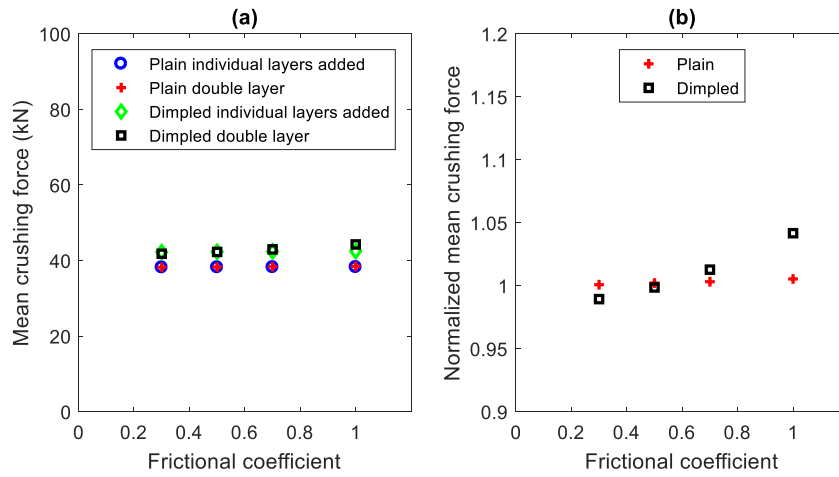 (a)
100
80
60
40
20
0
Mean crushing force (kN)
Plain individual layers added
Plain double layer
Dimpled individual layers added
Dimpled double layer
0 0.2 0.4 0.6 0.8 1
Frictional coefficient
(b)
1.2
1.15
1.1
1.05
1
0.95
0.9
Normalized mean crushing force
Plain
Dimpled
0 0.2 0.4 0.6 0.8 1
Frictional coefficient